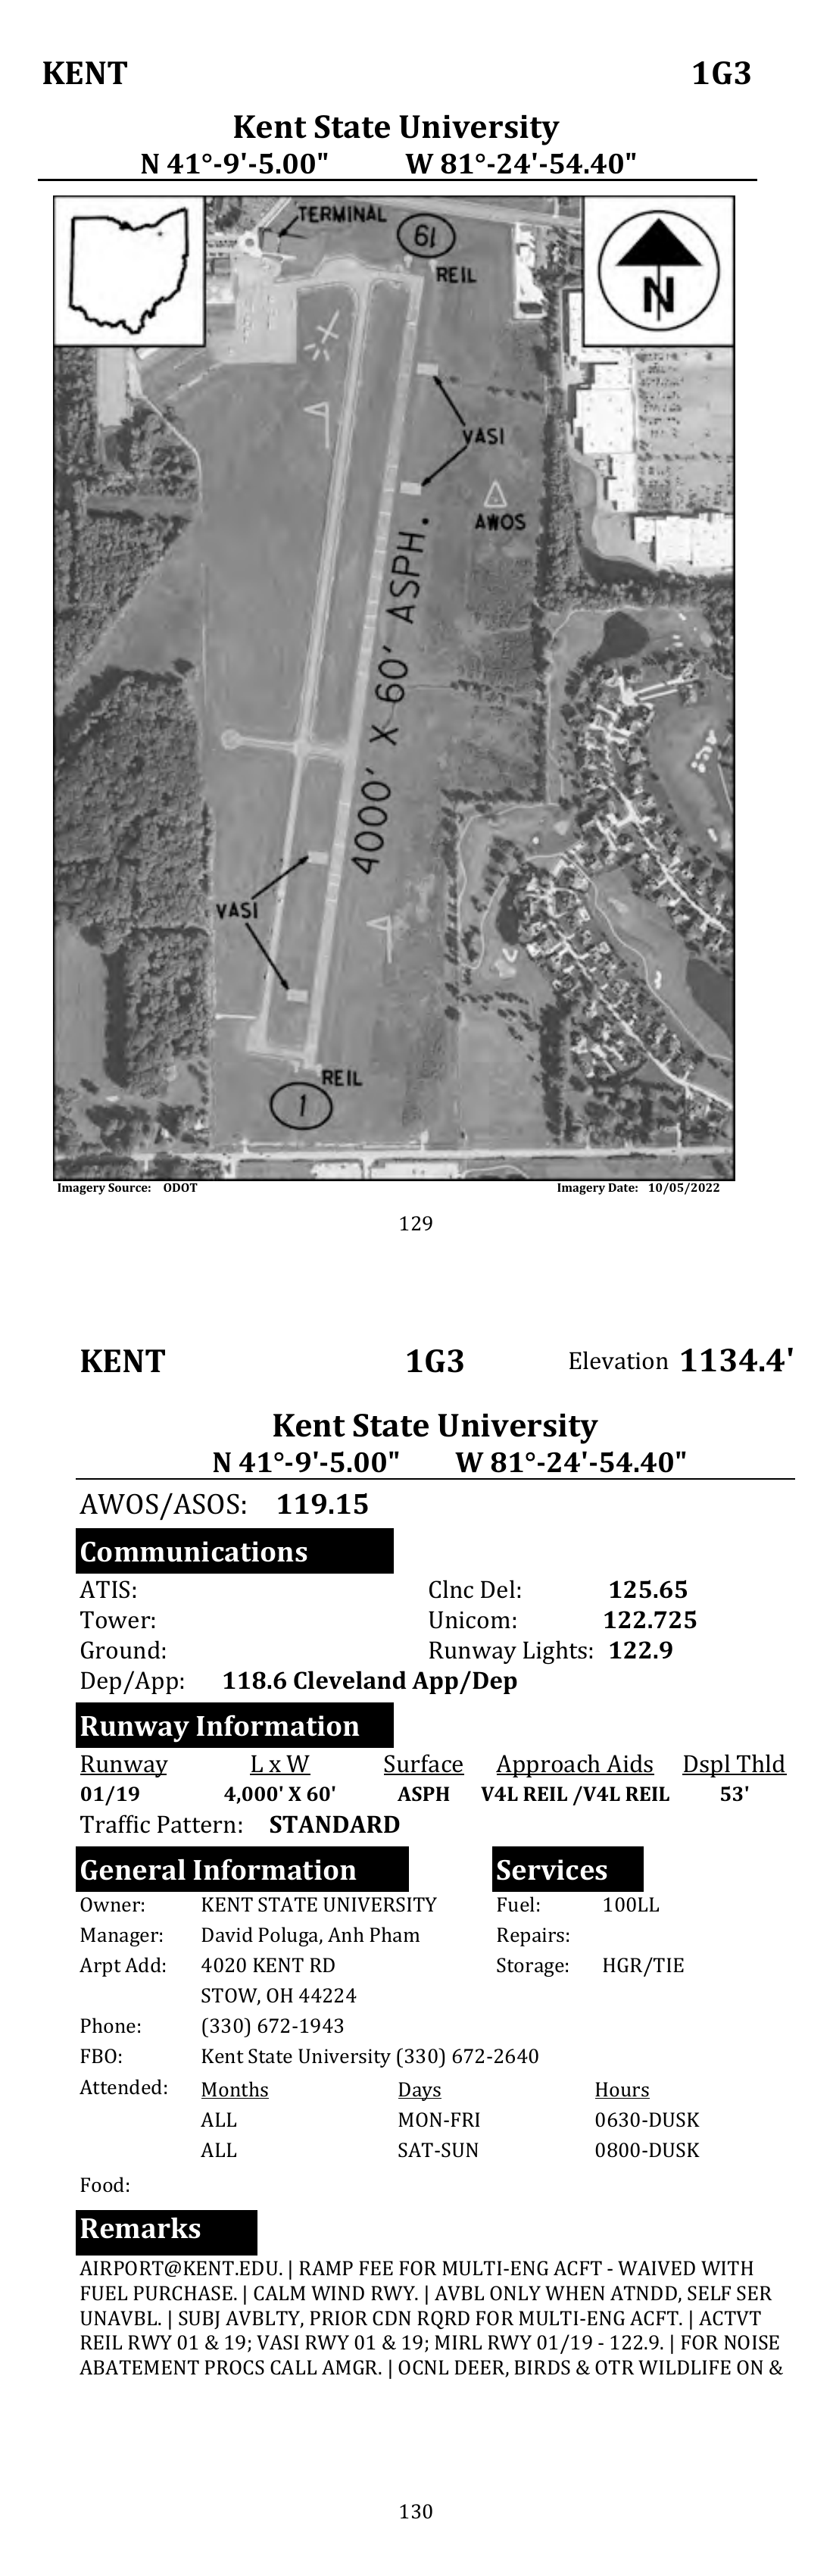 KENT 1G3
Kent State University
N 41°-9'-5.00" W 81°-24'-54.40"
TERMINAL
19
REIL
N
VASI
AWOS
4000' X 60' ASPH.
VASI
REIL
1
Imagery Source: ODOT Imagery Date: 10/05/2022
129
KENT 1G3 Elevation 1134.4'
Kent State University
N 41°-9'-5.00" W 81°-24'-54.40"
AWOS/ASOS: 119.15
Communications
ATIS: Clnc Del: 125.65
Tower: Unicom: 122.725
Ground: Runway Lights: 122.9
Dep/App: 118.6 Cleveland App/Dep
Runway Information
Runway L x W Surface Approach Aids Dspl Thld
01/19 4,000' X 60' ASPH V4L REIL /V4L REIL 53'
Traffic Pattern: STANDARD
General Information Services
Owner: KENT STATE UNIVERSITY Fuel: 100LL
Manager: David Poluga, Anh Pham Repairs:
Arpt Add: 4020 KENT RD Storage: HGR/TIE
STOW, OH 44224
Phone: (330) 672-1943
FBO: Kent State University (330) 672-2640
Attended: Months Days Hours
ALL MON-FRI 0630-DUSK
ALL SAT-SUN 0800-DUSK
Food:
Remarks
AIRPORT@KENT.EDU. | RAMP FEE FOR MULTI-ENG ACFT - WAIVED WITH
FUEL PURCHASE. | CALM WIND RWY. | AVBL ONLY WHEN ATNDD, SELF SER
UNAVBL. | SUBJ AVBLTY, PRIOR CDN RQRD FOR MULTI-ENG ACFT. | ACTVT
REIL RWY 01 & 19; VASI RWY 01 & 19; MIRL RWY 01/19 - 122.9. | FOR NOISE
ABATEMENT PROCS CALL AMGR. | OCNL DEER, BIRDS & OTR WILDLIFE ON &
130